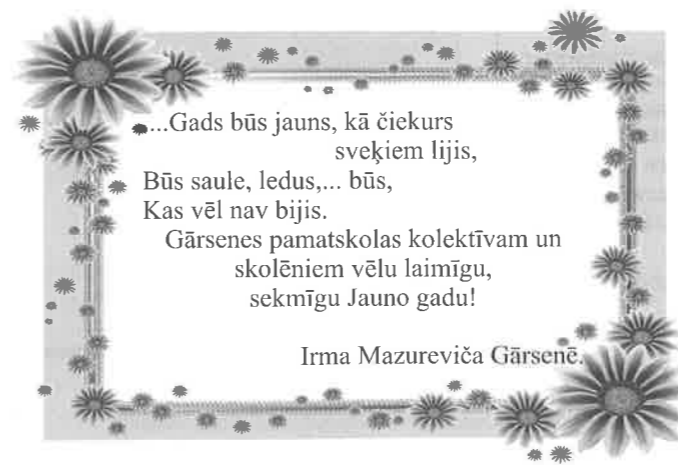 ...Gads būs jauns, kā čiekurs
sveķiem lijis,
Būs saule, ledus,... būs,
Kas vēl nav bijis.
Gārsenes pamatskolas kolektīvam un
skolēniem vēlu laimīgu,
sekmīgu Jauno gadu!
Irma Mazureviča Gārsenē.